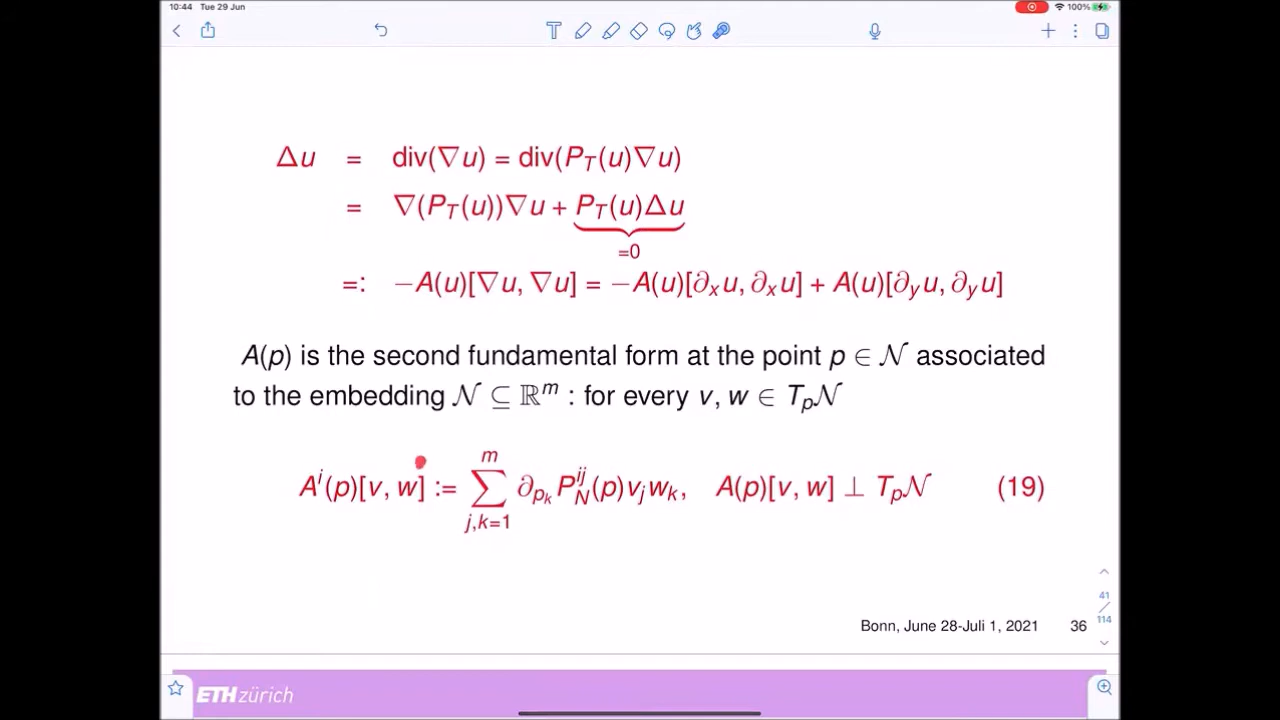 10:44 Tue 29 Jun 100%
Δu = div(∇u) = div(P_T(u)∇u)
= ∇(P_T(u))∇u + P_T(u)Δu
=0
=: −A(u)[∇u, ∇u] = −A(u)[∂_x u, ∂_x u] + A(u)[∂_y u, ∂_y u]
A(p) is the second fundamental form at the point p ∈ 𝒩 associated
to the embedding 𝒩 ⊆ ℝ^m : for every v, w ∈ T_p𝒩
A^i(p)[v, w] := ∑_{j,k=1}^{m} ∂_{p_k} P_N^{ij}(p) v_j w_k, A(p)[v, w] ⊥ T_p𝒩 (19)
41
/
114
Bonn, June 28-Juli 1, 2021 36
ETH zürich